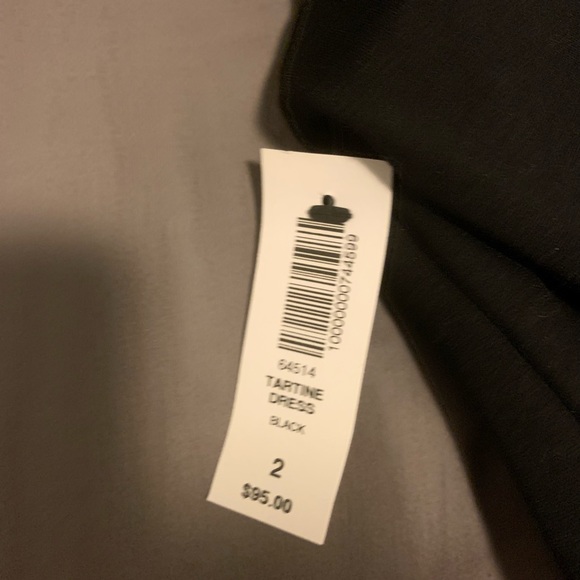 1000000744599
64514
TARTINE
DRESS
BLACK
2
$95.00